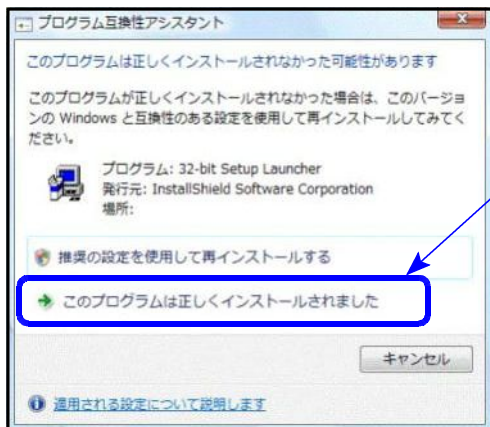 プログラム互換性アシスタント
このプログラムは正しくインストールされなかった可能性があります
このプログラムが正しくインストールされなかった場合は、このバージョ
ンの Windows と互換性のある設定を使用して再インストールしてみてく
ださい。
プログラム: 32-bit Setup Launcher
発行元: InstallShield Software Corporation
場所:
推奨の設定を使用して再インストールする
このプログラムは正しくインストールされました
キャンセル
適用される設定について説明します